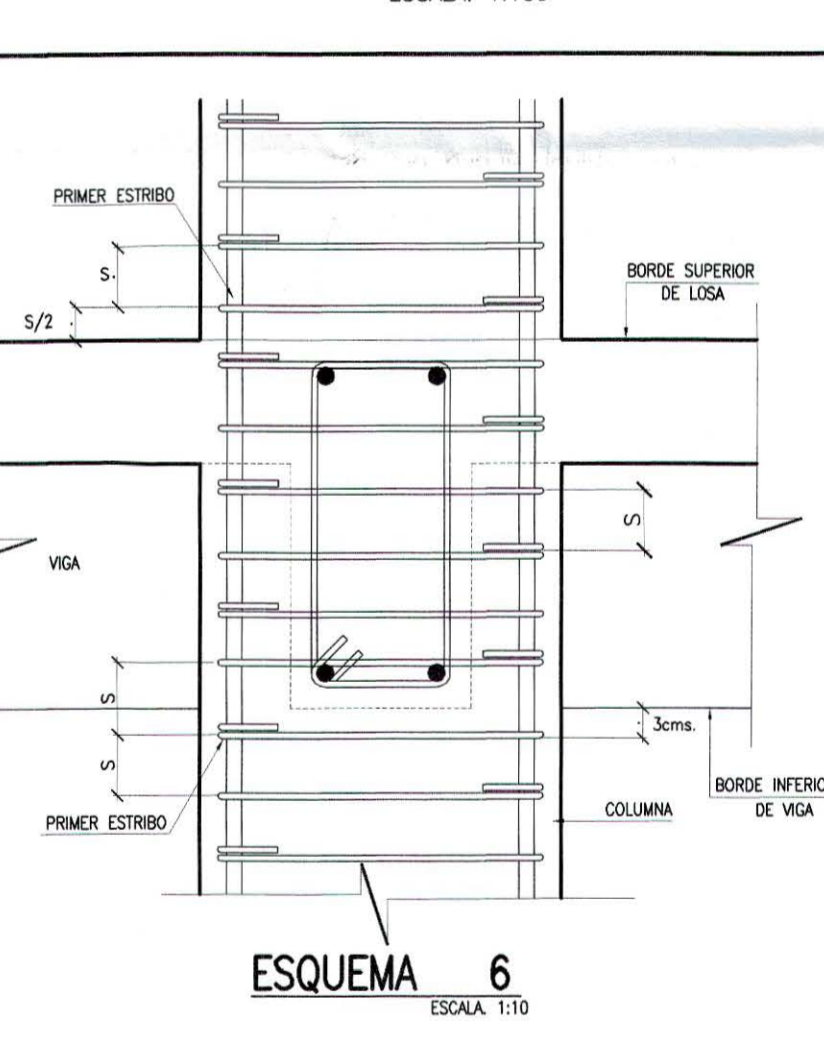 PRIMER ESTRIBO
S.
S/2
BORDE SUPERIOR
DE LOSA
S
VIGA
S
S
3cms.
BORDE INFERIO
DE VIGA
COLUMNA
PRIMER ESTRIBO
ESQUEMA 6
ESCALA. 1:10